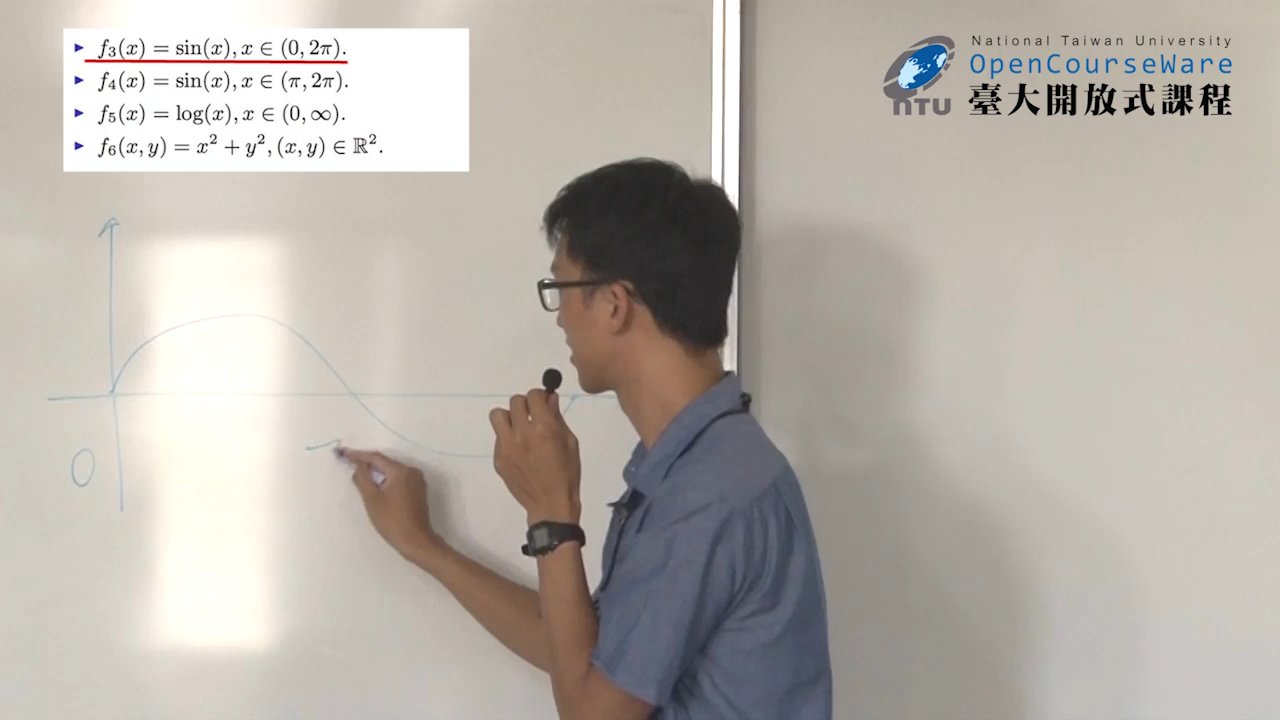 ▶ f₃(x) = sin(x), x ∈ (0, 2π).
▶ f₄(x) = sin(x), x ∈ (π, 2π).
▶ f₅(x) = log(x), x ∈ (0, ∞).
▶ f₆(x, y) = x² + y², (x, y) ∈ ℝ².
National Taiwan University
OpenCourseWare
臺大開放式課程
NTU
0